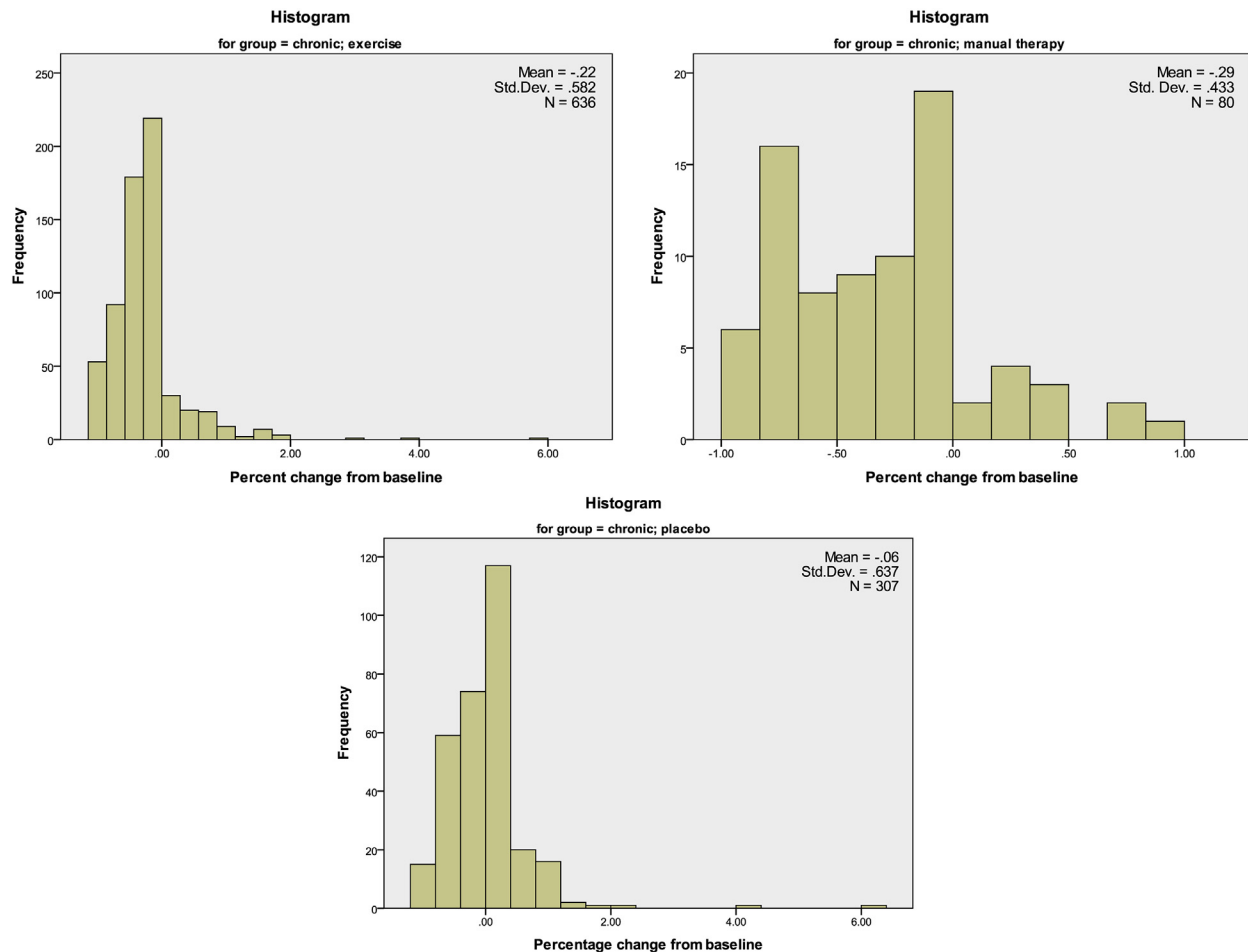 Histogram
for group = chronic; exercise
Mean = -.22
Std.Dev. = .582
N = 636
250
200
150
100
50
0
Frequency
.00 2.00 4.00 6.00
Percent change from baseline
Histogram
for group = chronic; manual therapy
Mean = -.29
Std. Dev. = .433
N = 80
20
15
10
5
0
Frequency
-1.00 -.50 .00 .50 1.00
Percent change from baseline
Histogram
for group = chronic; placebo
Mean = -.06
Std.Dev. = .637
N = 307
120
100
80
60
40
20
0
Frequency
.00 2.00 4.00 6.00
Percentage change from baseline